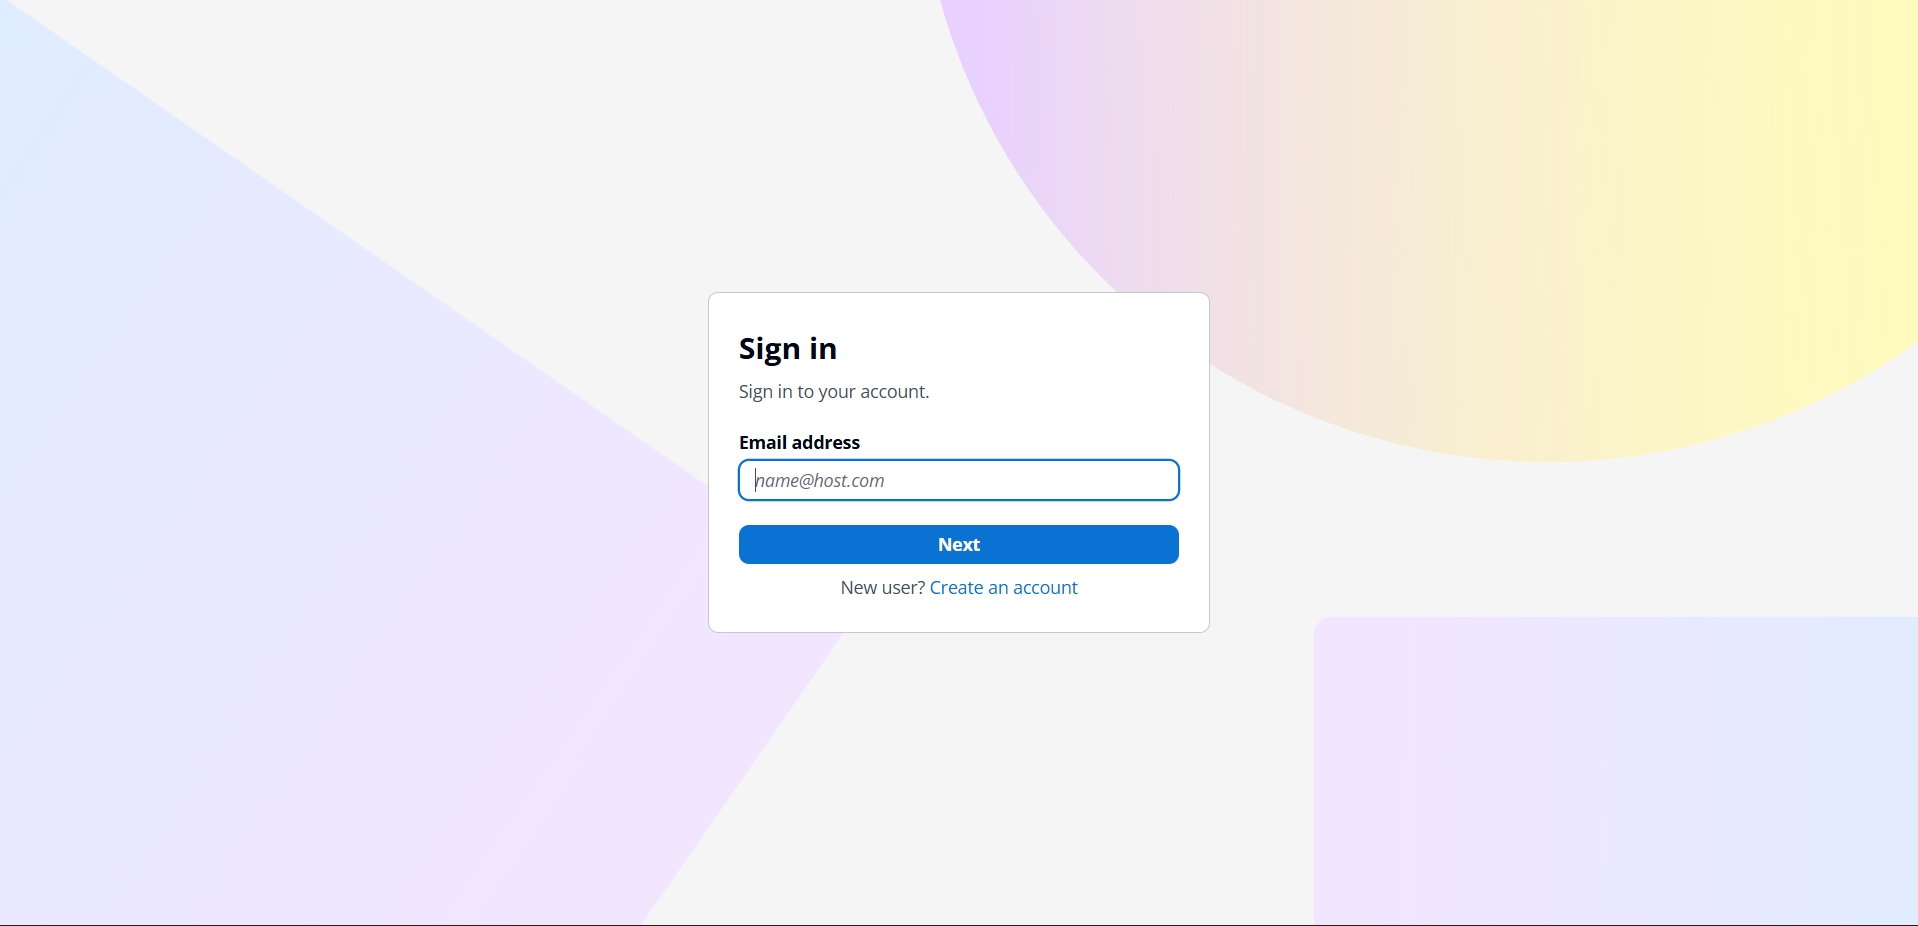 Sign in
Sign in to your account.
Email address
name@host.com
Next
New user? Create an account